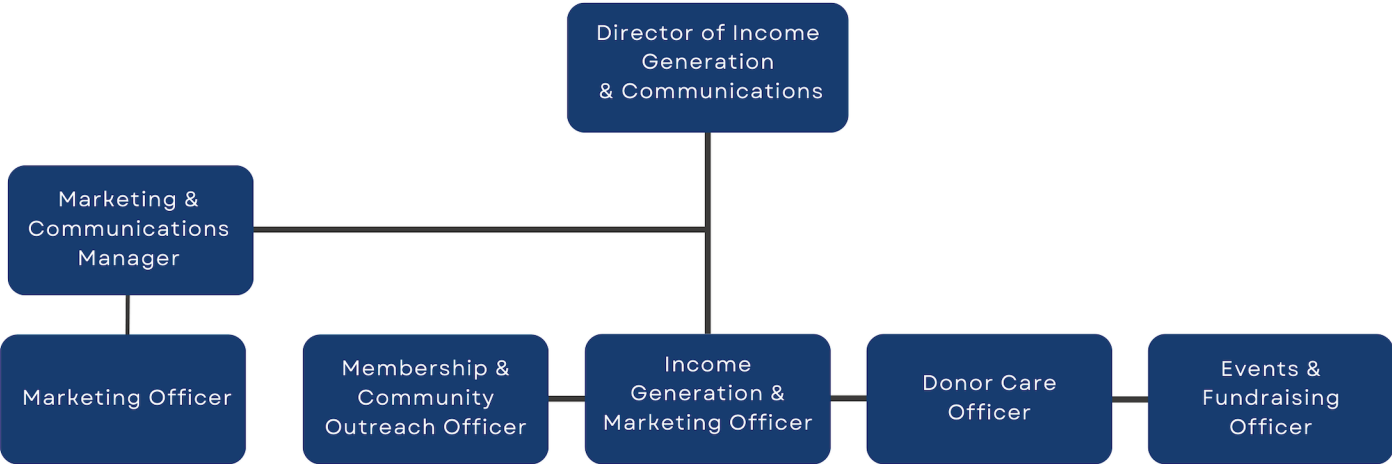 Director of Income
Generation
& Communications
Marketing &
Communications
Manager
Marketing Officer
Membership &
Community
Outreach Officer
Income
Generation &
Marketing Officer
Donor Care
Officer
Events &
Fundraising
Officer